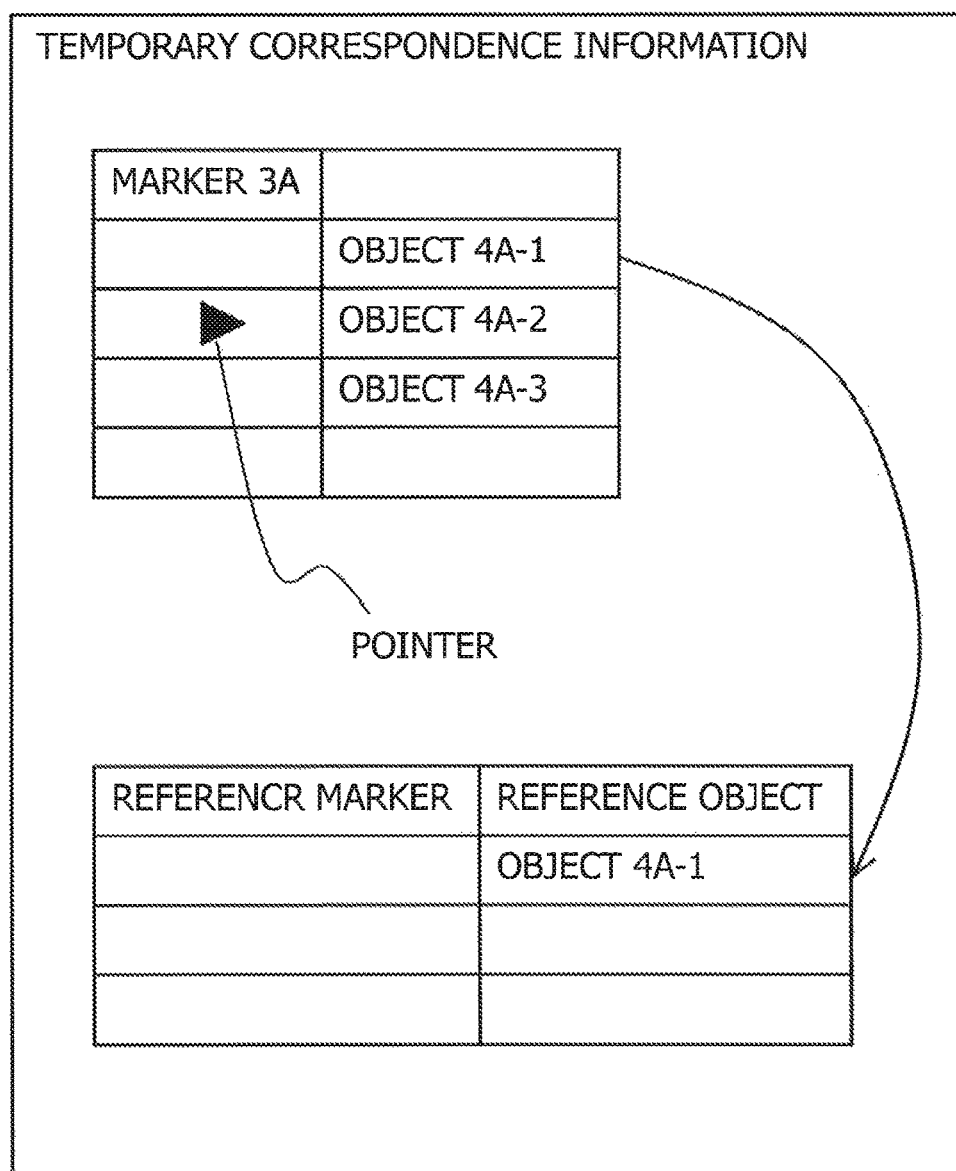 TEMPORARY CORRESPONDENCE INFORMATION
MARKER 3A
OBJECT 4A-1
OBJECT 4A-2
OBJECT 4A-3
POINTER
REFERENCR MARKER REFERENCE OBJECT
OBJECT 4A-1